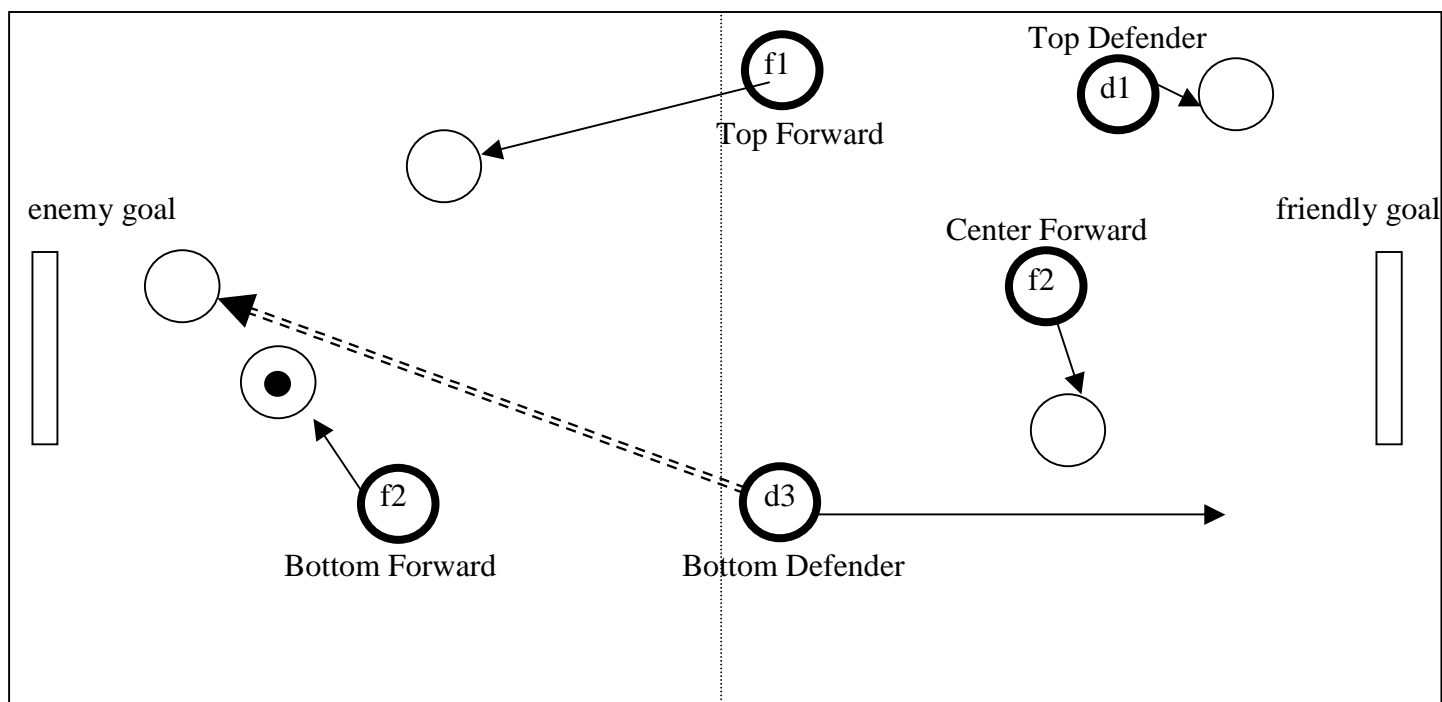 f1
Top Forward
Top Defender
d1
enemy goal
Center Forward
f2
friendly goal
f2
Bottom Forward
d3
Bottom Defender